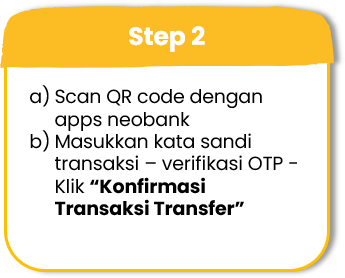 Step 2
a) Scan QR code dengan
apps neobank
b) Masukkan kata sandi
transaksi – verifikasi OTP -
Klik “Konfirmasi
Transaksi Transfer”